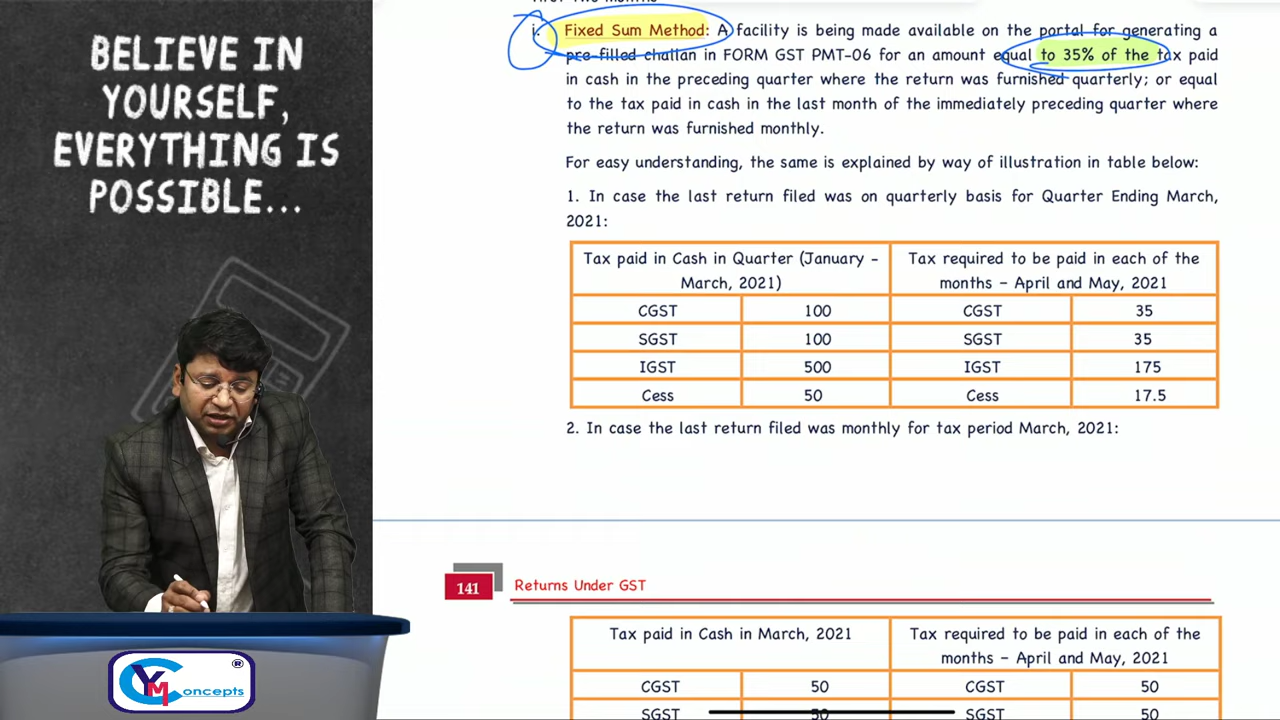 BELIEVE IN
YOURSELF,
EVERYTHING IS
POSSIBLE...
YM Concepts ®
i. Fixed Sum Method: A facility is being made available on the portal for generating a
pre-filled challan in FORM GST PMT-06 for an amount equal to 35% of the tax paid
in cash in the preceding quarter where the return was furnished quarterly; or equal
to the tax paid in cash in the last month of the immediately preceding quarter where
the return was furnished monthly.
For easy understanding, the same is explained by way of illustration in table below:
1. In case the last return filed was on quarterly basis for Quarter Ending March,
2021:
Tax paid in Cash in Quarter (January – March, 2021) Tax required to be paid in each of the months – April and May, 2021
CGST 100 CGST 35
SGST 100 SGST 35
IGST 500 IGST 175
Cess 50 Cess 17.5
2. In case the last return filed was monthly for tax period March, 2021:
141 Returns Under GST
Tax paid in Cash in March, 2021 Tax required to be paid in each of the months – April and May, 2021
CGST 50 CGST 50
SGST 50 SGST 50